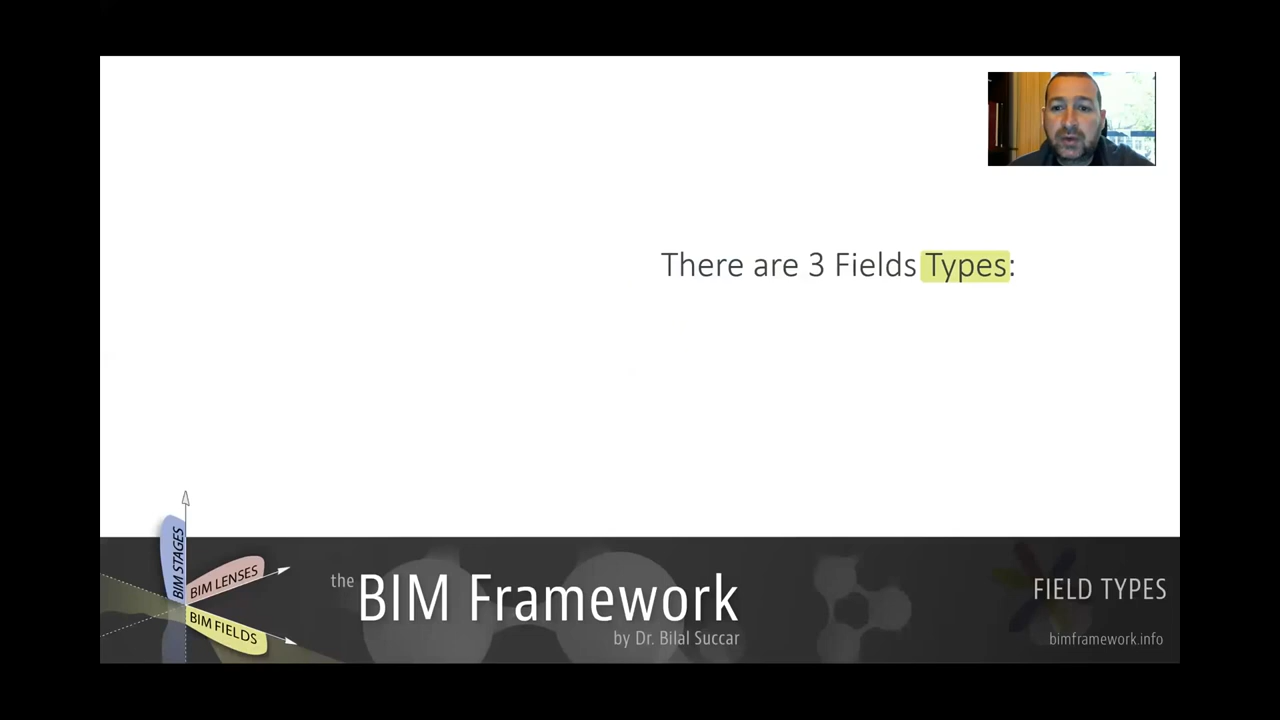 There are 3 Fields Types:
BIM STAGES
BIM LENSES
BIM FIELDS
the BIM Framework
by Dr. Bilal Succar
FIELD TYPES
bimframework.info